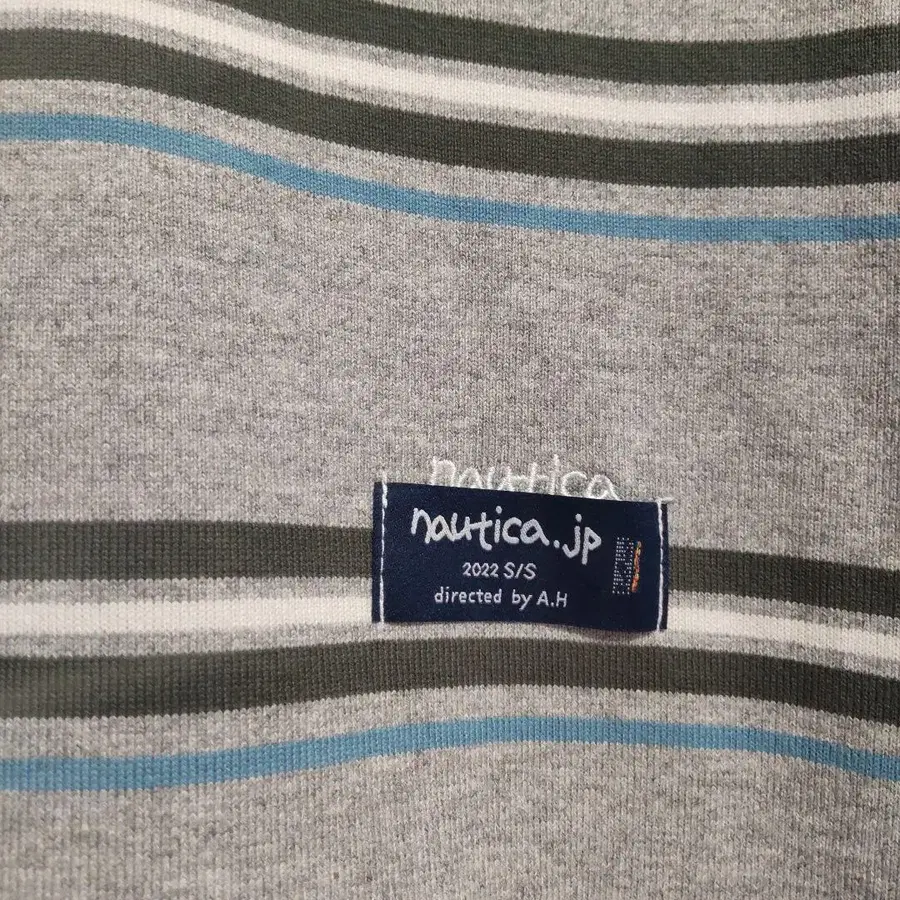 nautica
nautica.jp
2022 S/S
directed by A.H